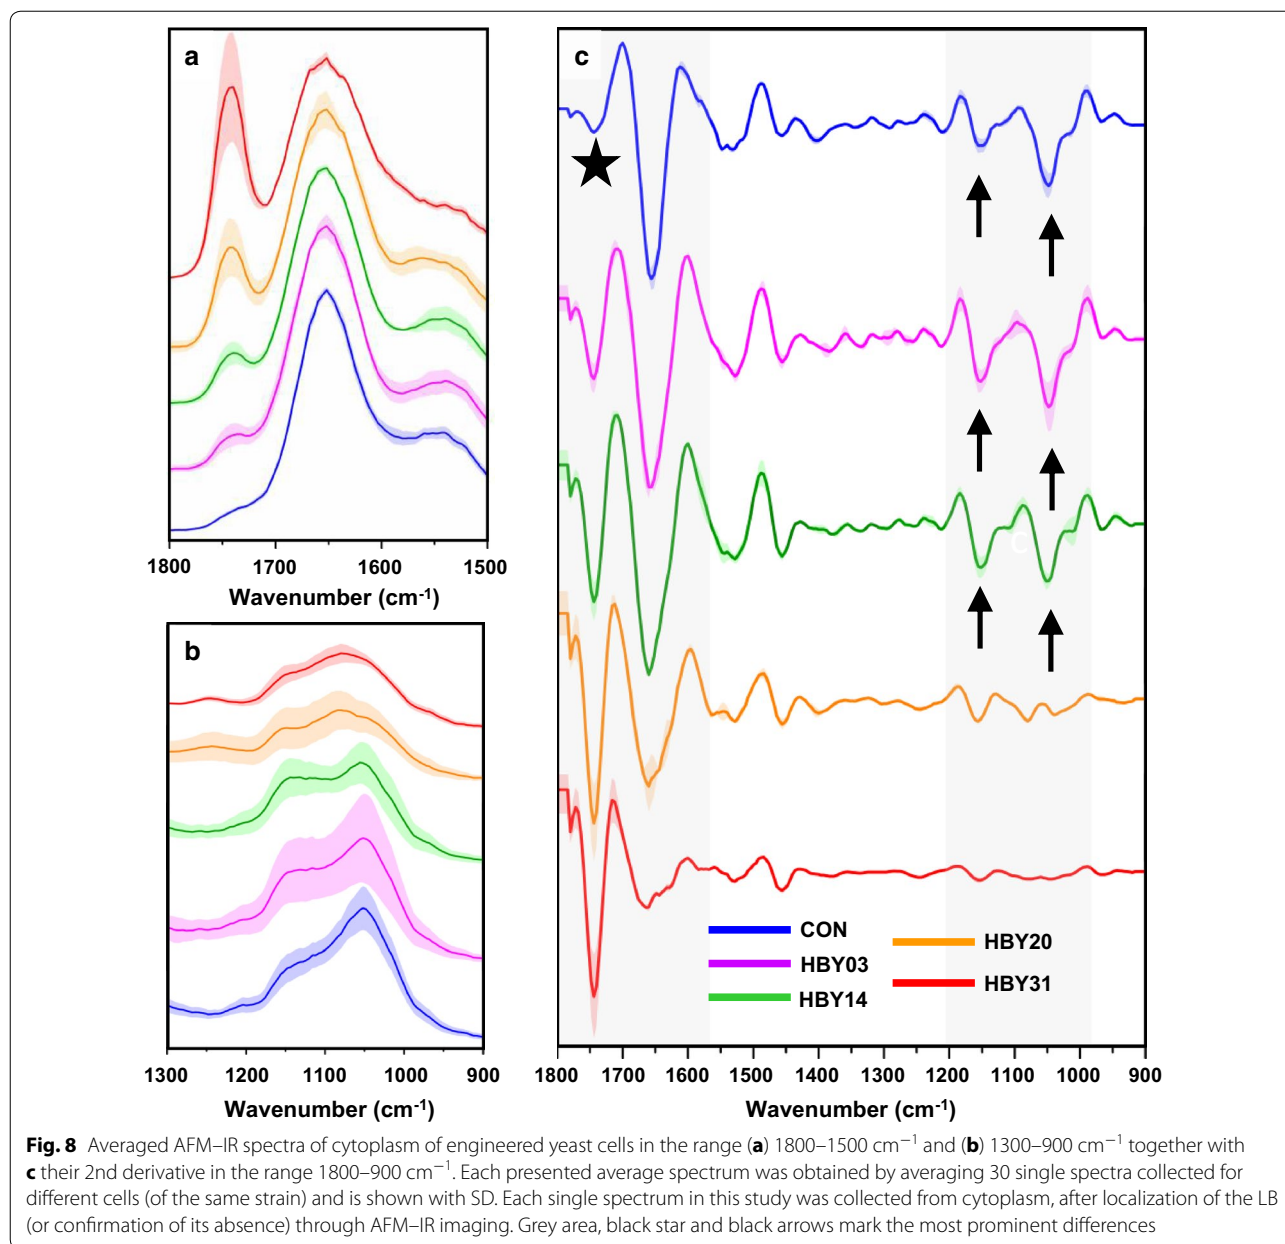 a
1800 1700 1600 1500
Wavenumber (cm-1)
b
1300 1200 1100 1000 900
Wavenumber (cm-1)
c
C
CON
HBY03
HBY14
HBY20
HBY31
1800 1700 1600 1500 1400 1300 1200 1100 1000 900
Wavenumber (cm-1)
Fig. 8 Averaged AFM–IR spectra of cytoplasm of engineered yeast cells in the range (a) 1800–1500 cm−1 and (b) 1300–900 cm−1 together with
c their 2nd derivative in the range 1800–900 cm−1. Each presented average spectrum was obtained by averaging 30 single spectra collected for
different cells (of the same strain) and is shown with SD. Each single spectrum in this study was collected from cytoplasm, after localization of the LB
(or confirmation of its absence) through AFM–IR imaging. Grey area, black star and black arrows mark the most prominent differences